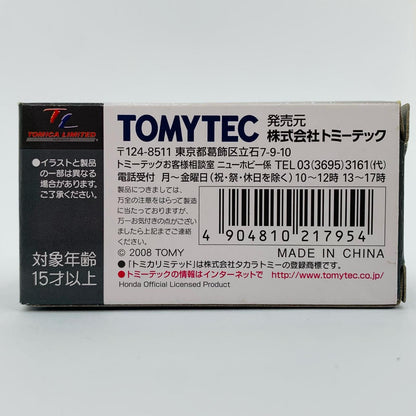 TL
TOMICA LIMITED
●イラストと製品
の一部は異なる
場合があります。
ご了承ください。
対象年齢
15才以上
TOMYTEC 発売元 株式会社トミーテック
〒124-8511 東京都葛飾区立石7-9-10
トミーテックお客様相談室 ニューホビー係 TEL 03(3695)3161(代)
電話受付 月〜金曜日(祝・祭・休日を除く)10〜12時 13〜17時
製品につきましては、
万全の注意をはらって製造
に当たっておりますが、
万一お気付きの点がござい
ましたら上記までご連絡
ください。
4 904810 217954
© 2008 TOMY MADE IN CHINA
●「トミカリミテッド」は株式会社タカラトミーの登録商標です。
●トミーテックの情報はインターネットで http://www.tomytec.co.jp/
Honda Official Licensed Product